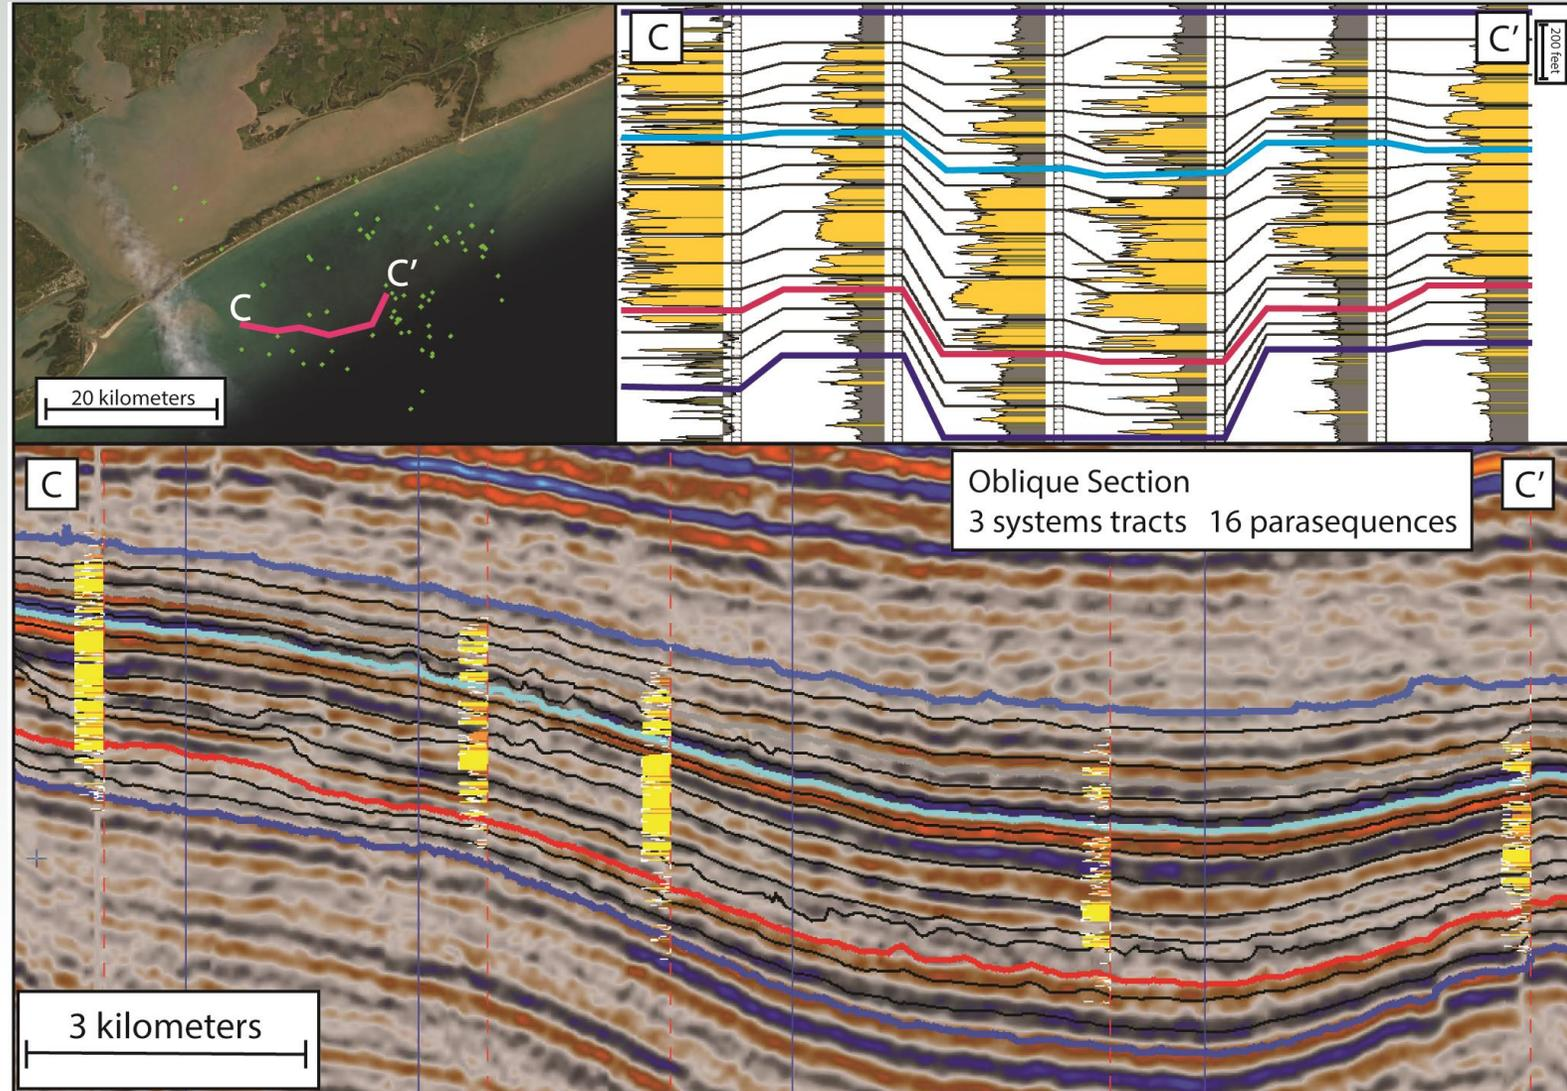 C
C'
20 kilometers
C
C'
200 feet
C
Oblique Section
3 systems tracts   16 parasequences
C'
3 kilometers